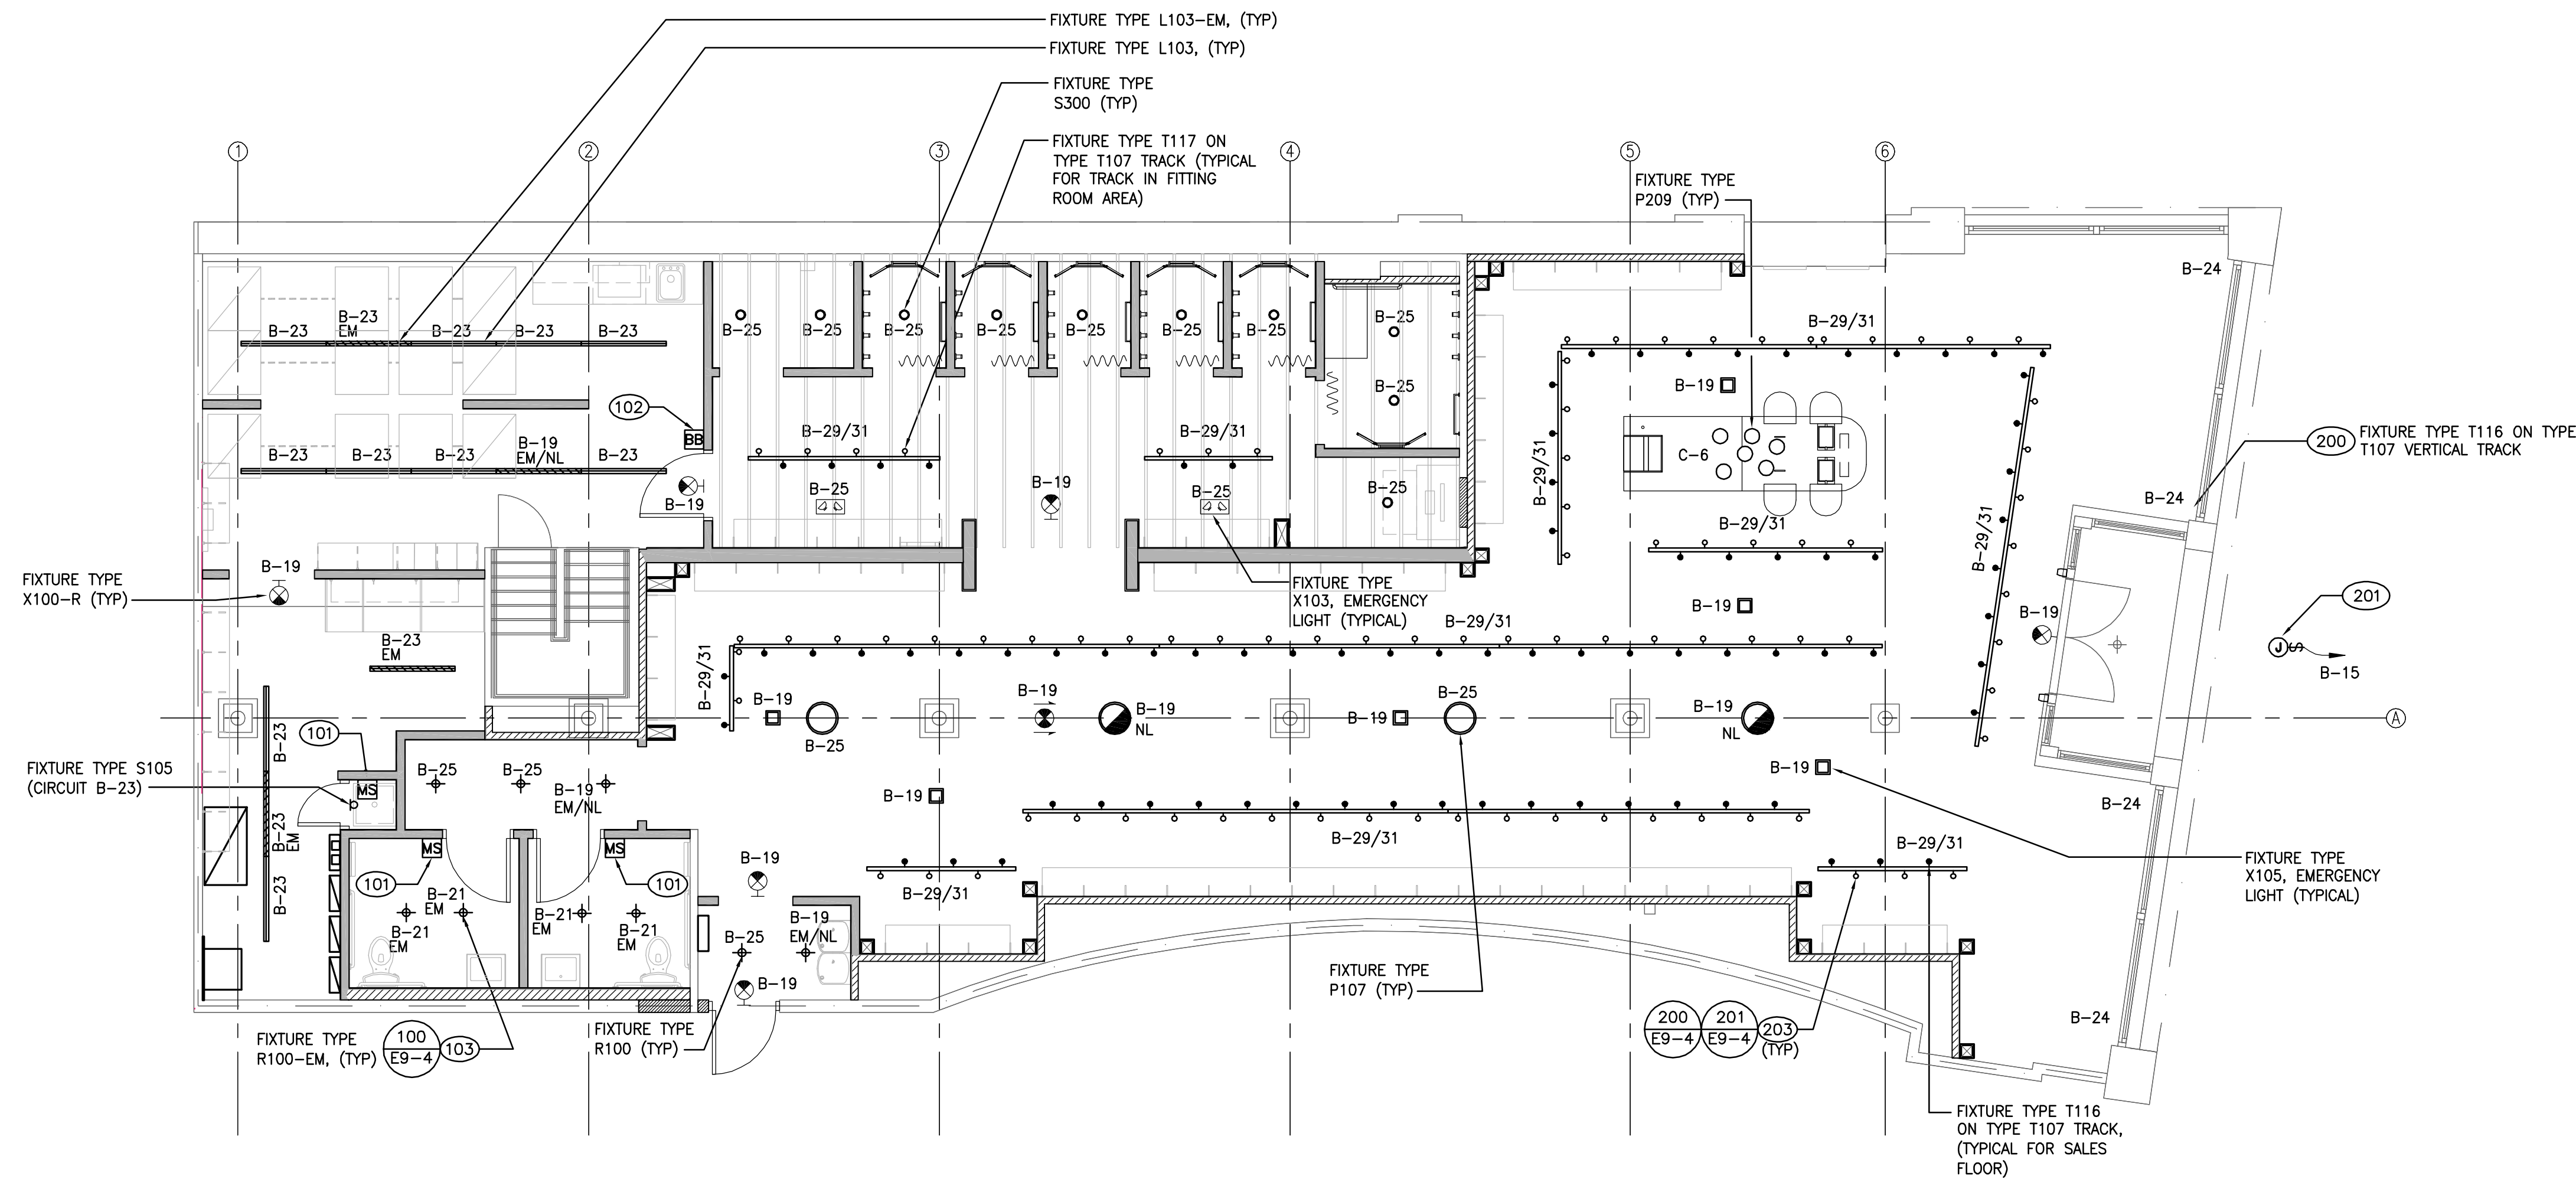 FIXTURE TYPE L103-EM, (TYP)
FIXTURE TYPE L103, (TYP)
FIXTURE TYPE
S300 (TYP)
FIXTURE TYPE T117 ON
TYPE T107 TRACK (TYPICAL
FOR TRACK IN FITTING
ROOM AREA)
1
2
3
4
5
6
FIXTURE TYPE
P209 (TYP)
B-24
B-23
B-23
EM
B-23
B-23
B-23
B-25
B-25
B-25
B-25
B-25
B-25
B-25
B-25
B-29/31
B-19
B-25
102
BB
B-29/31
B-29/31
B-23
B-23
B-23
B-19
EM/NL
B-23
B-19
B-25
B-19
B-25
B-25
B-29/31
C-6
B-29/31
B-29/31
B-24
200
FIXTURE TYPE T116 ON TYPE
T107 VERTICAL TRACK
FIXTURE TYPE
X100-R (TYP)
B-19
FIXTURE TYPE
X103, EMERGENCY
LIGHT (TYPICAL)
B-19
B-19
201
J
B-15
B-23
EM
B-29/31
B-29/31
B-19
B-25
B-19
B-19
NL
B-19
B-25
B-19
NL
A
101
B-23
FIXTURE TYPE S105
(CIRCUIT B-23)
MS
B-25
B-25
B-19
EM/NL
B-19
B-19
B-24
B-23
EM
B-23
MS
MS
101
101
B-29/31
B-29/31
B-29/31
B-19
B-21
EM
B-21
EM
B-21
EM
B-21
EM
B-25
B-19
EM/NL
B-19
FIXTURE TYPE
X105, EMERGENCY
LIGHT (TYPICAL)
FIXTURE TYPE
P107 (TYP)
B-24
FIXTURE TYPE
R100-EM, (TYP)
100
E9-4
103
FIXTURE TYPE
R100 (TYP)
200
E9-4
201
E9-4
203
(TYP)
FIXTURE TYPE T116
ON TYPE T107 TRACK,
(TYPICAL FOR SALES
FLOOR)